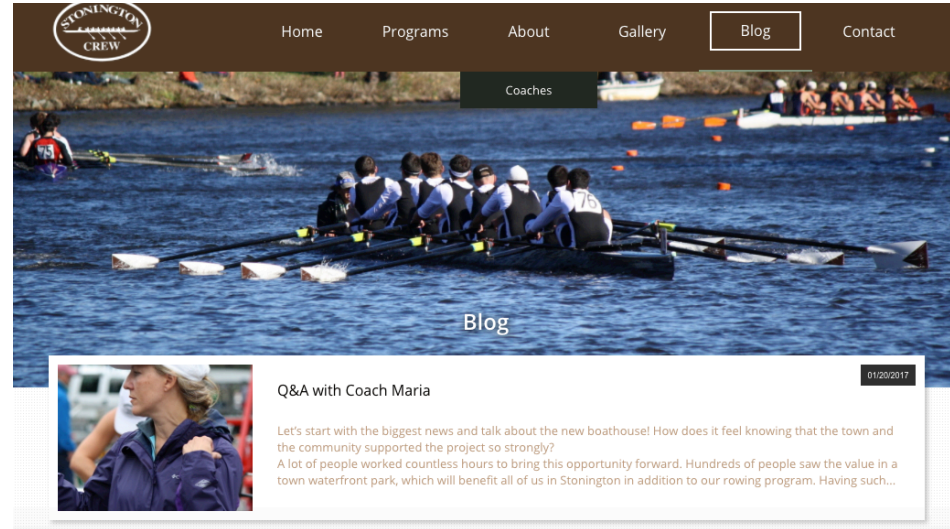 STONINGTON
CREW
Home Programs About Gallery Blog Contact
Coaches
75
76
Blog
01/20/2017
Q&A with Coach Maria
Let's start with the biggest news and talk about the new boathouse! How does it feel knowing that the town and
the community supported the project so strongly?
A lot of people worked countless hours to bring this opportunity forward. Hundreds of people saw the value in a
town waterfront park, which will benefit all of us in Stonington in addition to our rowing program. Having such...